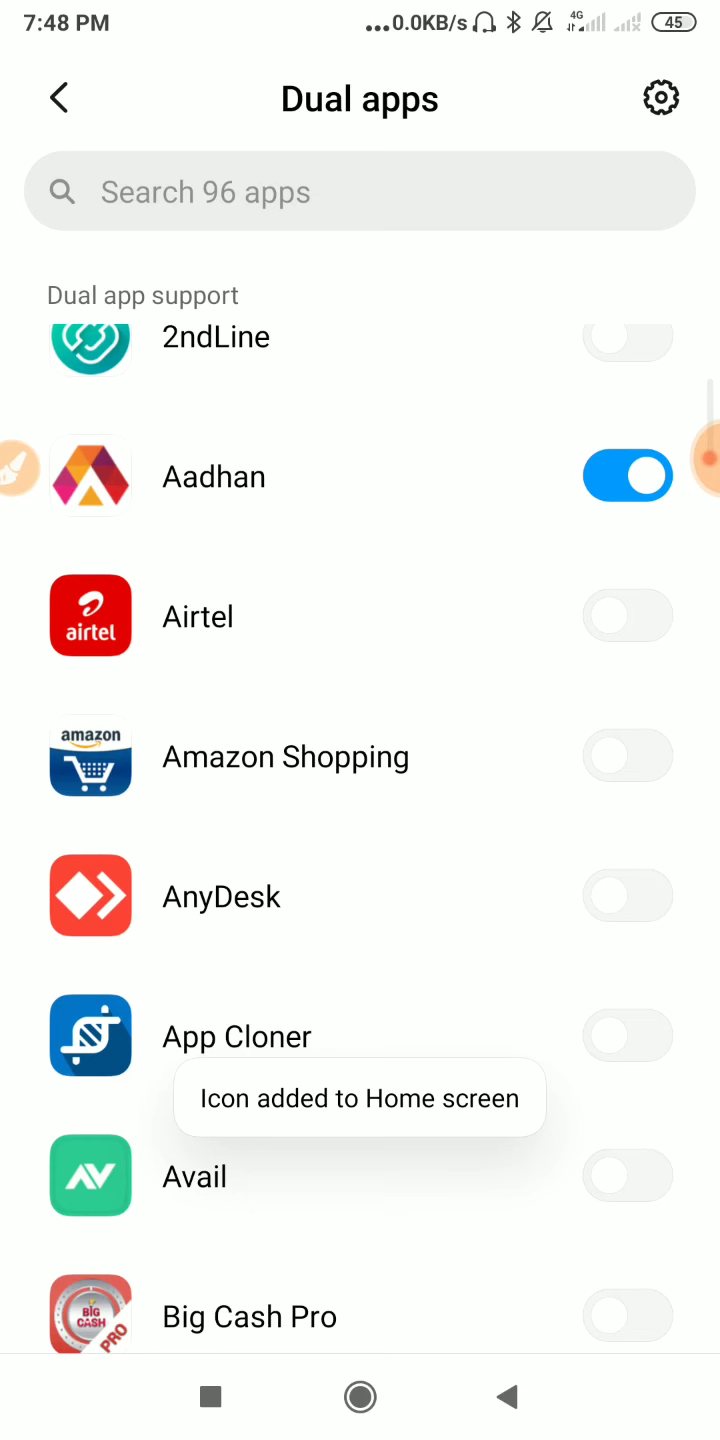 7:48 PM
...0.0KB/s
4G
45
Dual apps
Search 96 apps
Dual app support
2ndLine
Aadhan
airtel
Airtel
amazon
Amazon Shopping
AnyDesk
App Cloner
Icon added to Home screen
Avail
BIG
CASH
PRO
Big Cash Pro